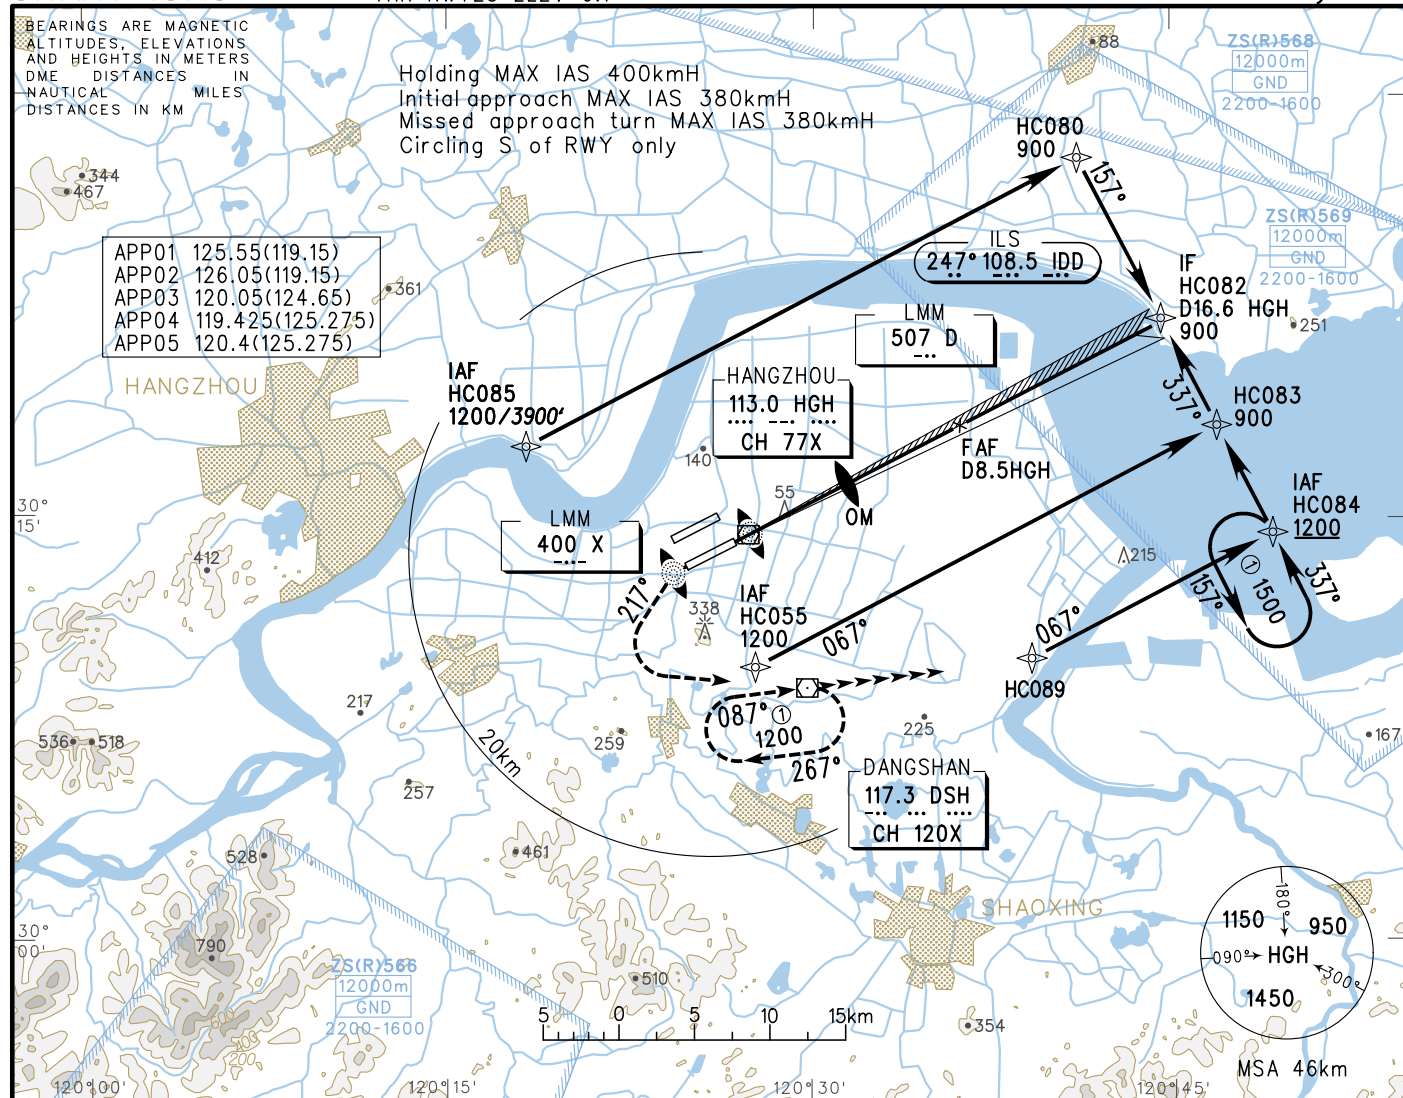 BEARINGS ARE MAGNETIC
ALTITUDES, ELEVATIONS
AND HEIGHTS IN METERS
DME DISTANCES IN
NAUTICAL MILES
DISTANCES IN KM
Holding MAX IAS 400kmH
Initial approach MAX IAS 380kmH
Missed approach turn MAX IAS 380kmH
Circling S of RWY only
88
ZS(R)568
12000m
GND
2200-1600
HC080
900
157°
344
467
ZS(R)569
12000m
GND
2200-1600
APP01 125.55(119.15)
APP02 126.05(119.15)
APP03 120.05(124.65)
APP04 119.425(125.275)
APP05 120.4(125.275)
361
ILS
247° 108.5 IDD
IF
HC082
D16.6 HGH
900
251
LMM
507 D
HANGZHOU
IAF
HC085
1200/3900'
HANGZHOU
113.0 HGH
CH 77X
337°
HC083
900
140
FAF
D8.5HGH
55
OM
IAF
HC084
1200
30°
15'
LMM
400 X
412
215
1
1500
157°
337°
217°
338
IAF
HC055
1200
067°
067°
HC089
217
536
518
259
087°
1
1200
267°
225
167
20km
257
DANGSHAN
117.3 DSH
CH 120X
461
528
SHAOXING
180°
1150
950
090°
HGH
300°
1450
MSA 46km
30°
00'
790
ZS(R)566
12000m
GND
2200-1600
510
354
5 0 5 10 15km
400
200
120°00'
120°15'
120°30'
120°45'